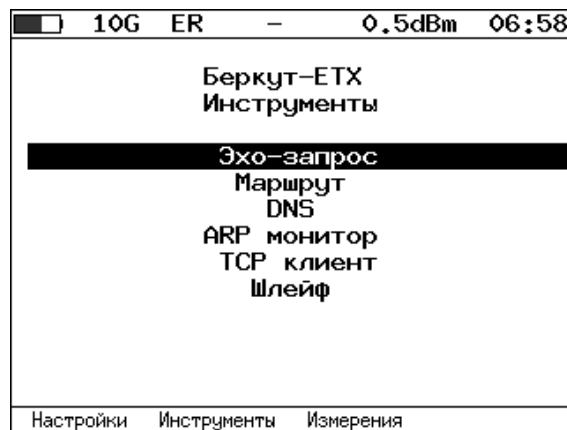 10G ER – 0.5dBm 06:58
Беркут-ETX
Инструменты
Эхо-запрос
Маршрут
DNS
ARP монитор
TCP клиент
Шлейф
Настройки Инструменты Измерения